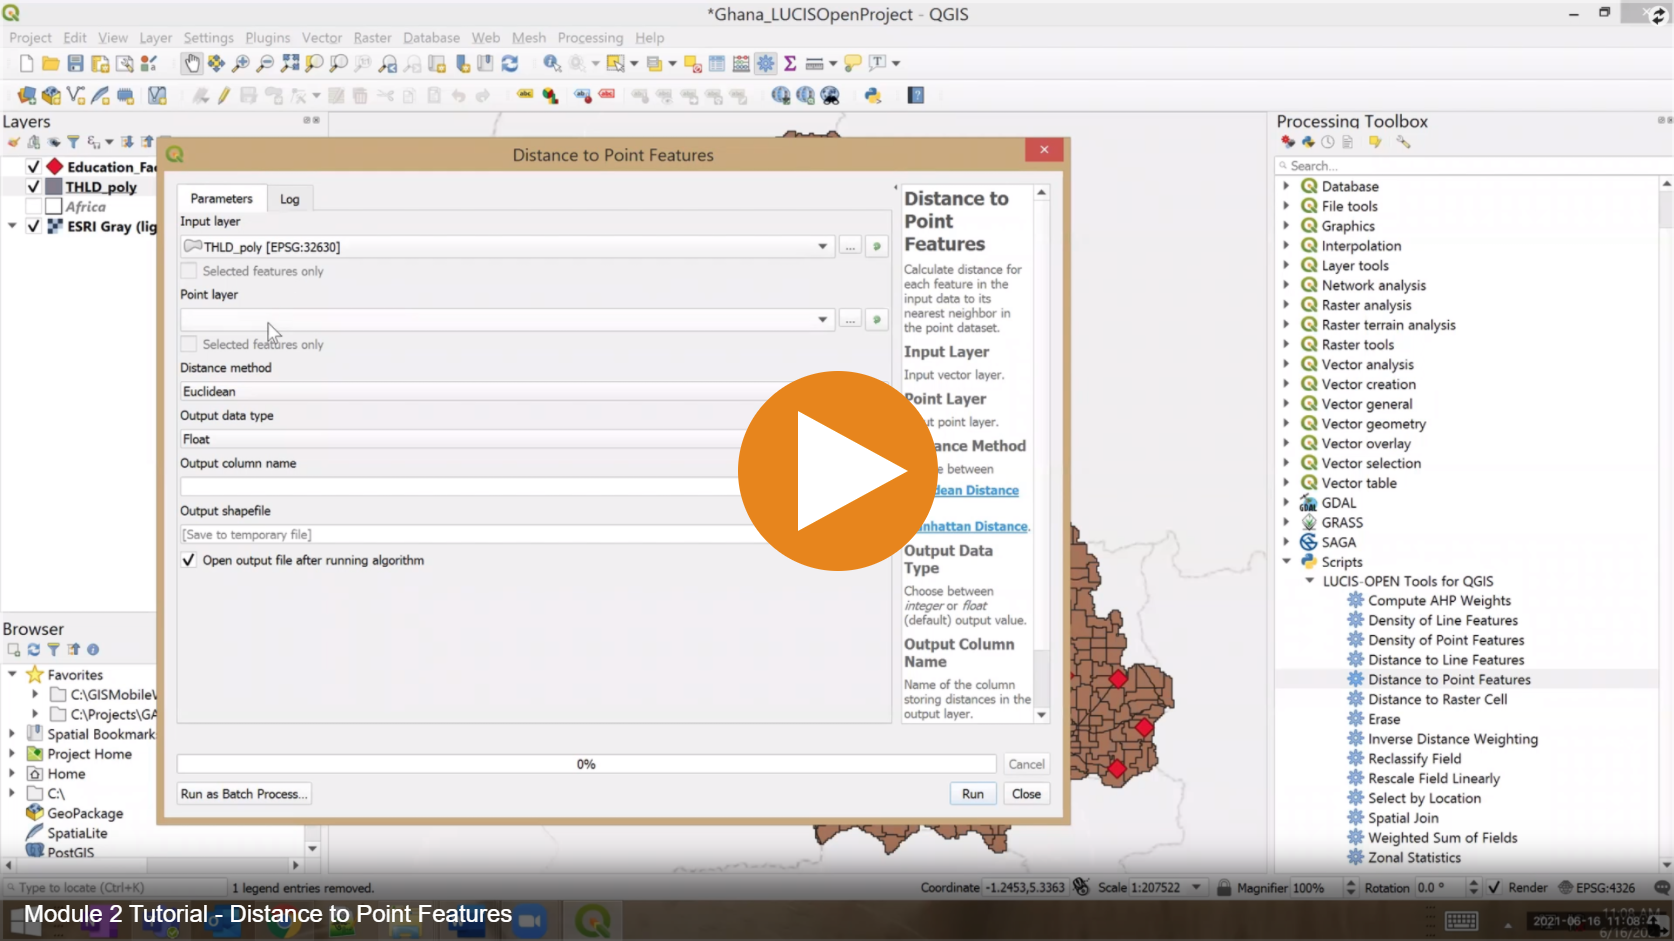 *Ghana_LUCISOpenProject - QGIS
Project Edit View Layer Settings Plugins Vector Raster Database Web Mesh Processing Help
Layers
Education_Fac
THLD_poly
Africa
ESRI Gray (lig
Distance to Point Features
Parameters Log
Input layer
THLD_poly [EPSG:32630]
Selected features only
Point layer
Selected features only
Distance method
Euclidean
Output data type
Float
Output column name
Output shapefile
[Save to temporary file]
Open output file after running algorithm
0%
Cancel
Run as Batch Process...
Run Close
Distance to
Point
Features
Calculate distance for
each feature in the
input data to its
nearest neighbor in
the point dataset.
Input Layer
Input vector layer.
Point Layer
ut point layer.
ance Method
e between
dean Distance
nhattan Distance.
Output Data
Type
Choose between
integer or float
(default) output value.
Output Column
Name
Name of the column
storing distances in the
output layer.
Processing Toolbox
Search...
Database
File tools
Graphics
Interpolation
Layer tools
Network analysis
Raster analysis
Raster terrain analysis
Raster tools
Vector analysis
Vector creation
Vector general
Vector geometry
Vector overlay
Vector selection
Vector table
GDAL
GRASS
SAGA
Scripts
LUCIS-OPEN Tools for QGIS
Compute AHP Weights
Density of Line Features
Density of Point Features
Distance to Line Features
Distance to Point Features
Distance to Raster Cell
Erase
Inverse Distance Weighting
Reclassify Field
Rescale Field Linearly
Select by Location
Spatial Join
Weighted Sum of Fields
Zonal Statistics
Browser
Favorites
C:\GISMobile\
C:\Projects\GA
Spatial Bookmark
Project Home
Home
C:\
GeoPackage
SpatiaLite
PostGIS
Type to locate (Ctrl+K) 1 legend entries removed. Coordinate -1.2453,5.3363 Scale 1:207522 Magnifier 100% Rotation 0.0 ° Render EPSG:4326
Module 2 Tutorial - Distance to Point Features
2021-06-16 11:08:4